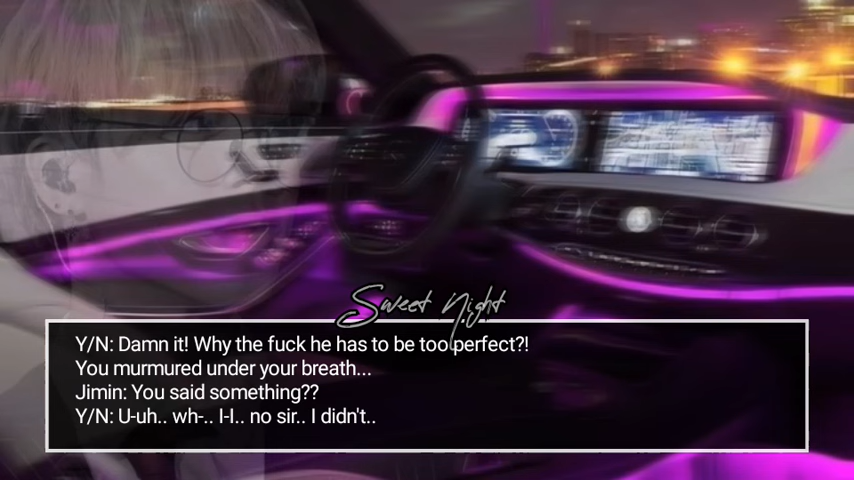 Sweet Night
Y/N: Damn it! Why the fuck he has to be too perfect?!
You murmured under your breath...
Jimin: You said something??
Y/N: U-uh.. wh-.. I-I.. no sir.. I didn't..